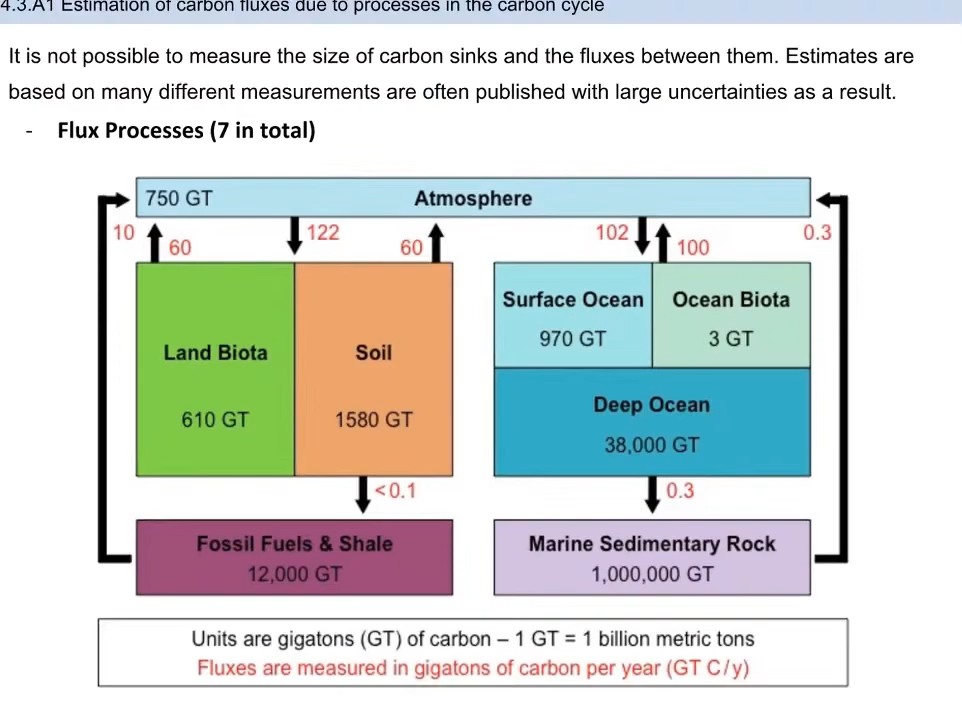 4.3.A1 Estimation of carbon fluxes due to processes in the carbon cycle
It is not possible to measure the size of carbon sinks and the fluxes between them. Estimates are
based on many different measurements are often published with large uncertainties as a result.
- Flux Processes (7 in total)
750 GT
Atmosphere
10
60
122
60
102
100
0.3
Land Biota
610 GT
Soil
1580 GT
Surface Ocean
970 GT
Ocean Biota
3 GT
Deep Ocean
38,000 GT
<0.1
0.3
Fossil Fuels & Shale
12,000 GT
Marine Sedimentary Rock
1,000,000 GT
Units are gigatons (GT) of carbon – 1 GT = 1 billion metric tons
Fluxes are measured in gigatons of carbon per year (GT C/y)